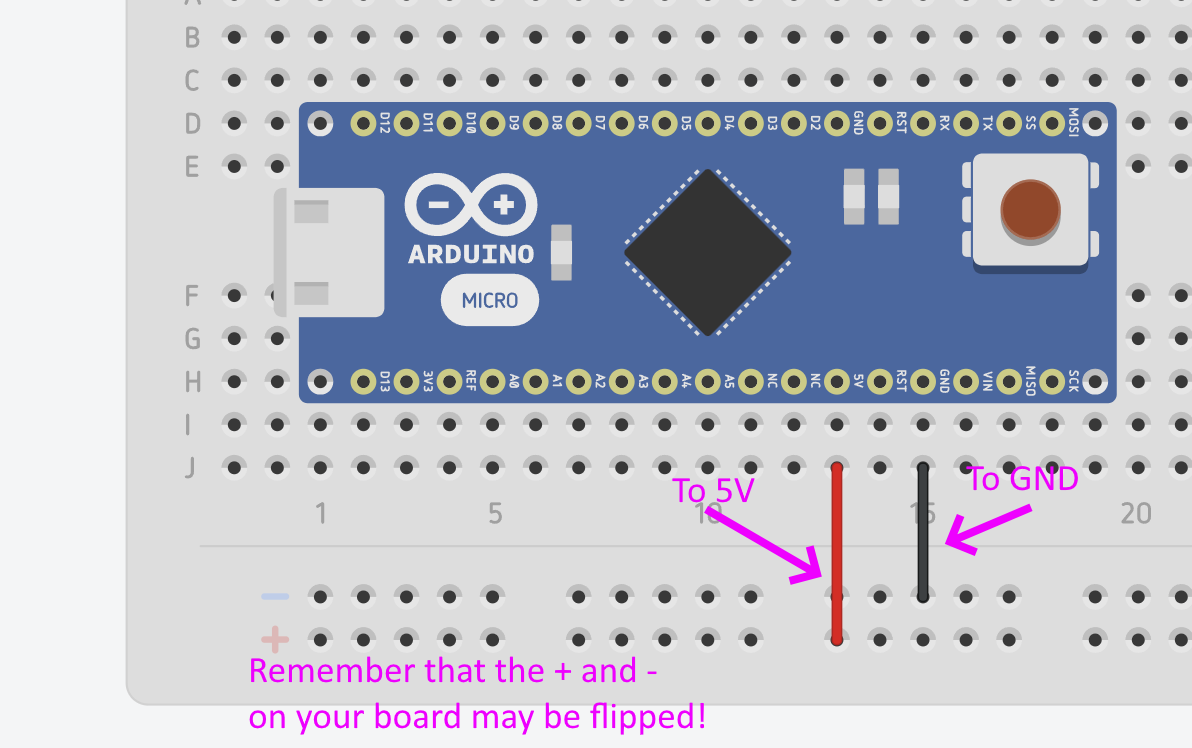 A
B
C
D
D12 D11 D10 D9 D8 D7 D6 D5 D4 D3 D2 GND RST RX TX SS MOSI
E
ARDUINO
MICRO
F
G
H
D13 3V3 REF A0 A1 A2 A3 A4 A5 NC NC 5V RST GND VIN MISO SCK
I
J
To 5V
To GND
1 5 10 15 20
−
+
Remember that the + and -
on your board may be flipped!